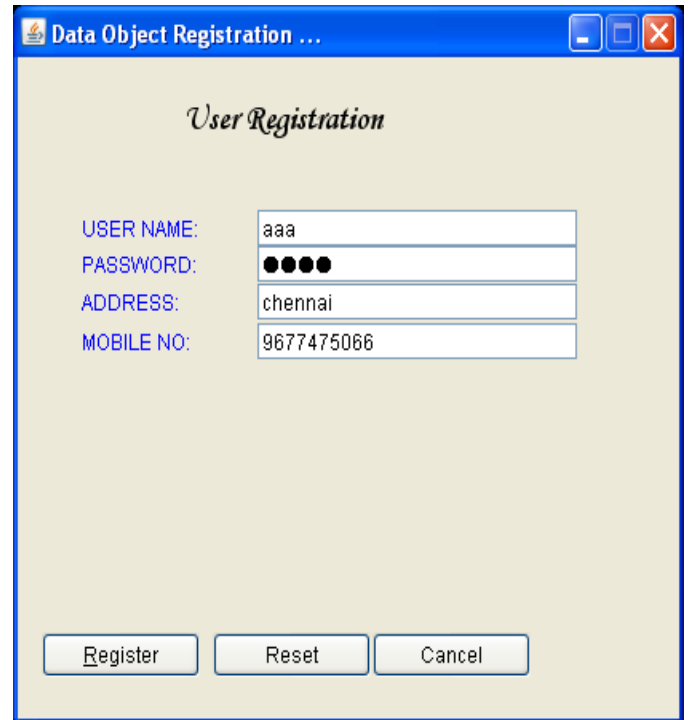 Data Object Registration ...
User Registration
USER NAME: aaa
PASSWORD: ●●●●
ADDRESS: chennai
MOBILE NO: 9677475066
Register Reset Cancel